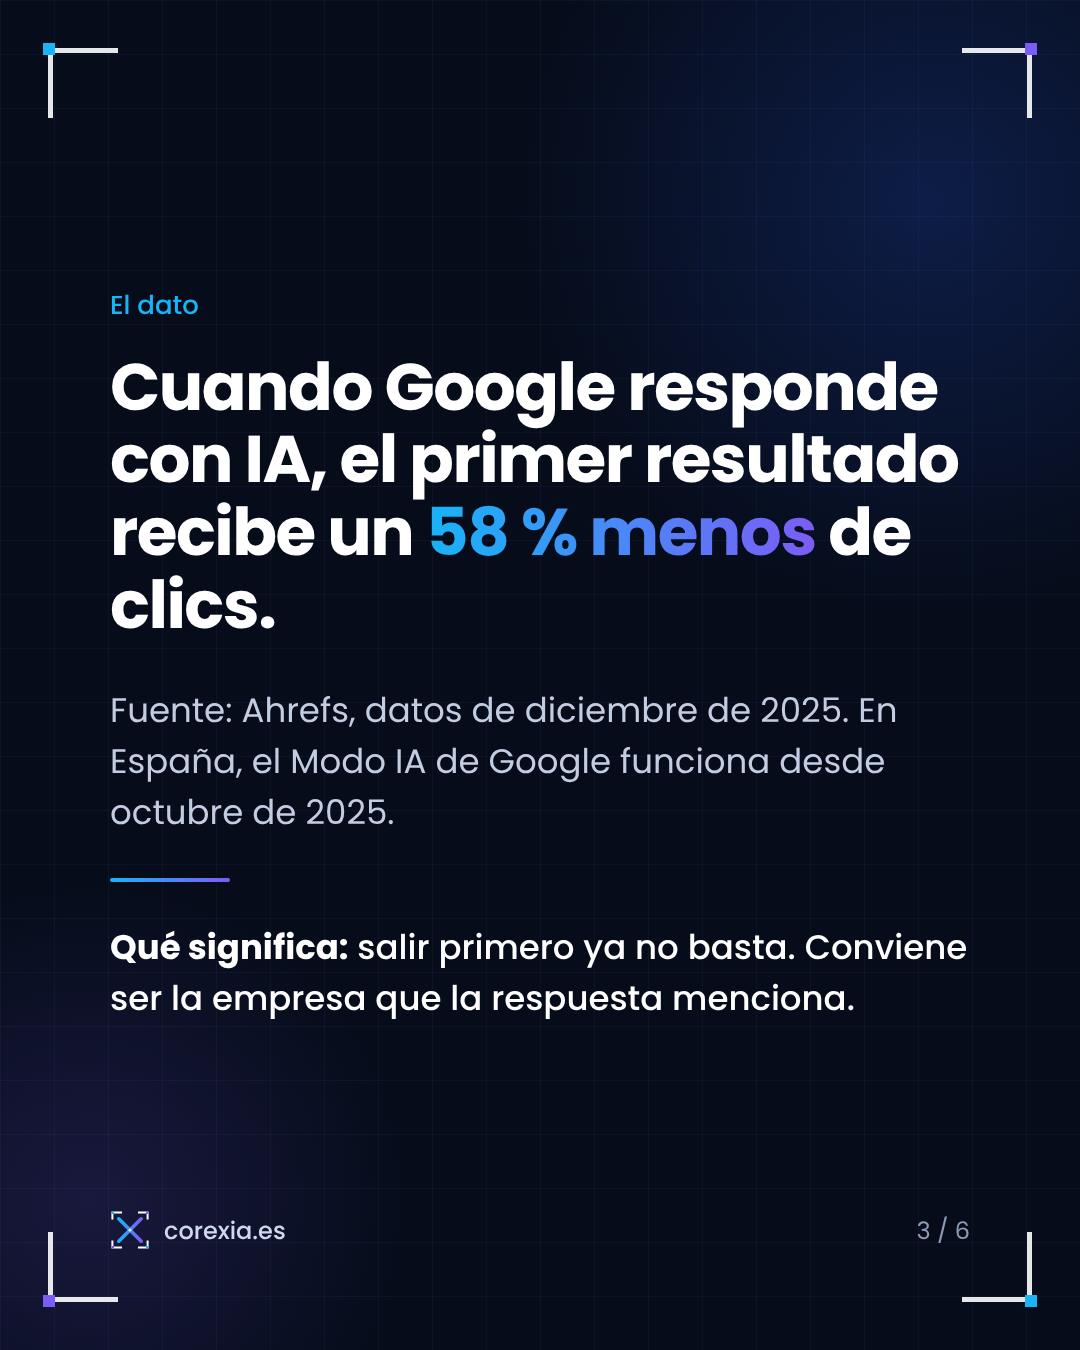 El dato
Cuando Google responde
con IA, el primer resultado
recibe un 58 % menos de
clics.
Fuente: Ahrefs, datos de diciembre de 2025. En
España, el Modo IA de Google funciona desde
octubre de 2025.
Qué significa: salir primero ya no basta. Conviene
ser la empresa que la respuesta menciona.
corexia.es
3 / 6